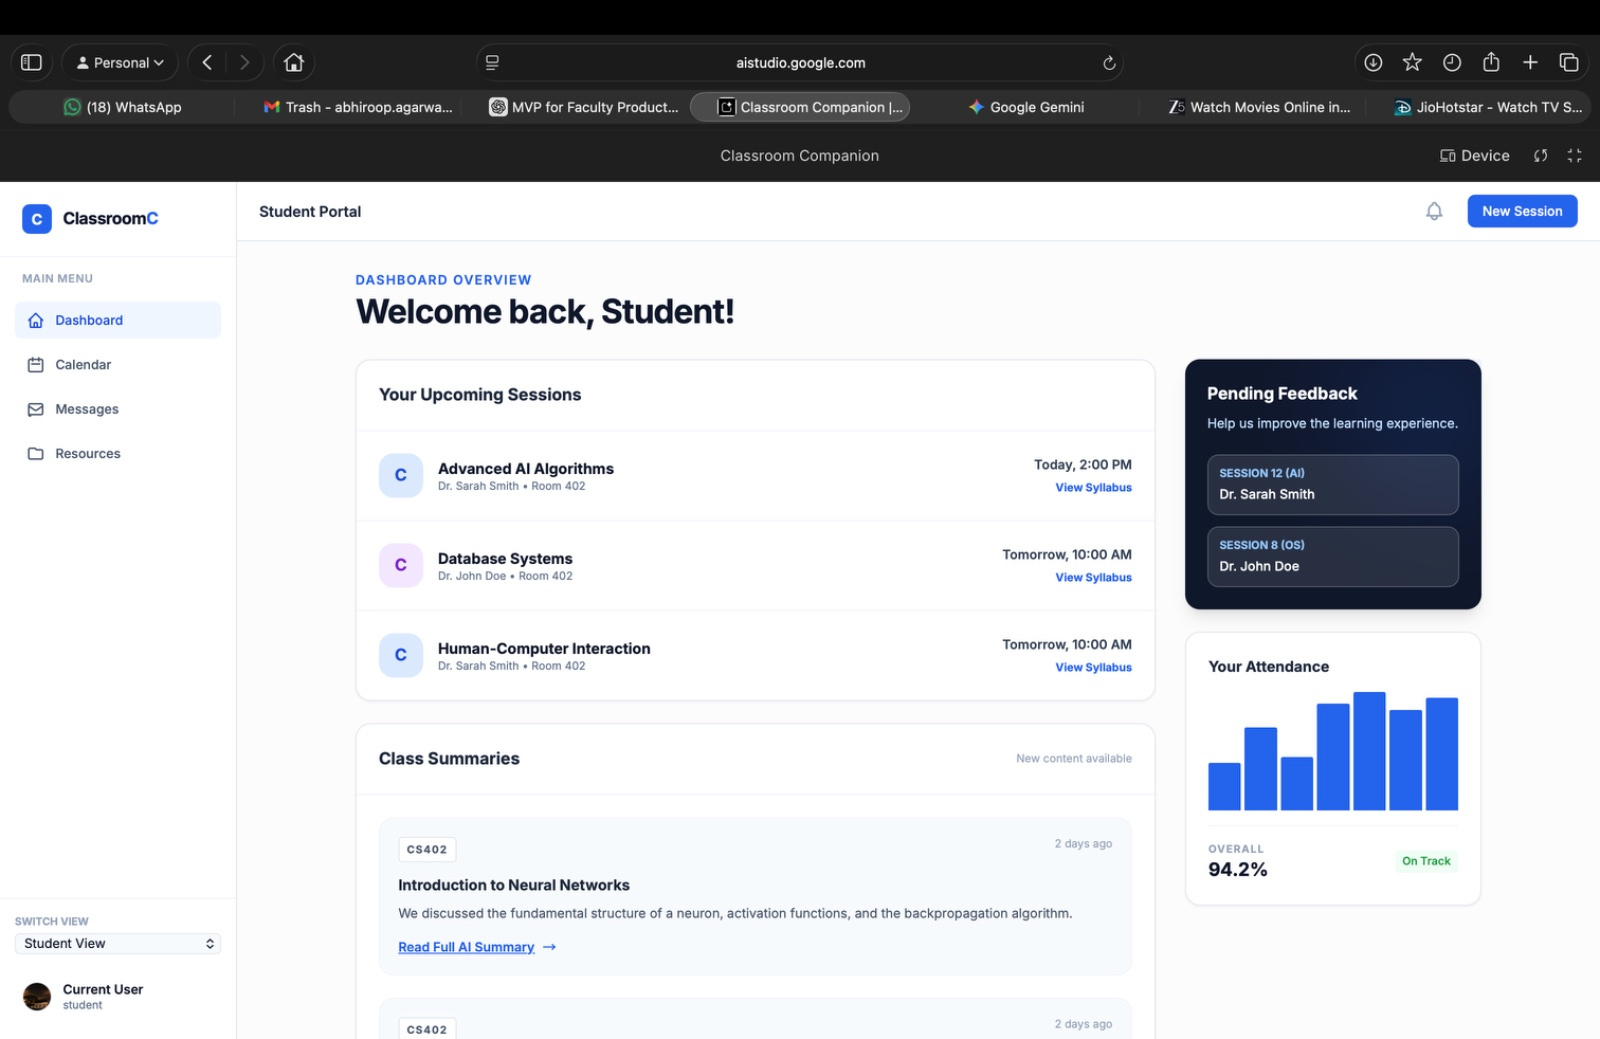 Personal
aistudio.google.com
(18) WhatsApp
Trash - abhiroop.agarwa...
MVP for Faculty Product...
Classroom Companion |...
Google Gemini
Z5 Watch Movies Online in...
JioHotstar - Watch TV S...
Classroom Companion
Device
C ClassroomC
Student Portal
New Session
MAIN MENU
Dashboard
Calendar
Messages
Resources
DASHBOARD OVERVIEW
Welcome back, Student!
Your Upcoming Sessions
C
Advanced AI Algorithms
Dr. Sarah Smith • Room 402
Today, 2:00 PM
View Syllabus
C
Database Systems
Dr. John Doe • Room 402
Tomorrow, 10:00 AM
View Syllabus
C
Human-Computer Interaction
Dr. Sarah Smith • Room 402
Tomorrow, 10:00 AM
View Syllabus
Class Summaries
New content available
CS402
2 days ago
Introduction to Neural Networks
We discussed the fundamental structure of a neuron, activation functions, and the backpropagation algorithm.
Read Full AI Summary →
CS402
2 days ago
Pending Feedback
Help us improve the learning experience.
SESSION 12 (AI)
Dr. Sarah Smith
SESSION 8 (OS)
Dr. John Doe
Your Attendance
OVERALL
94.2%
On Track
SWITCH VIEW
Student View
Current User
student